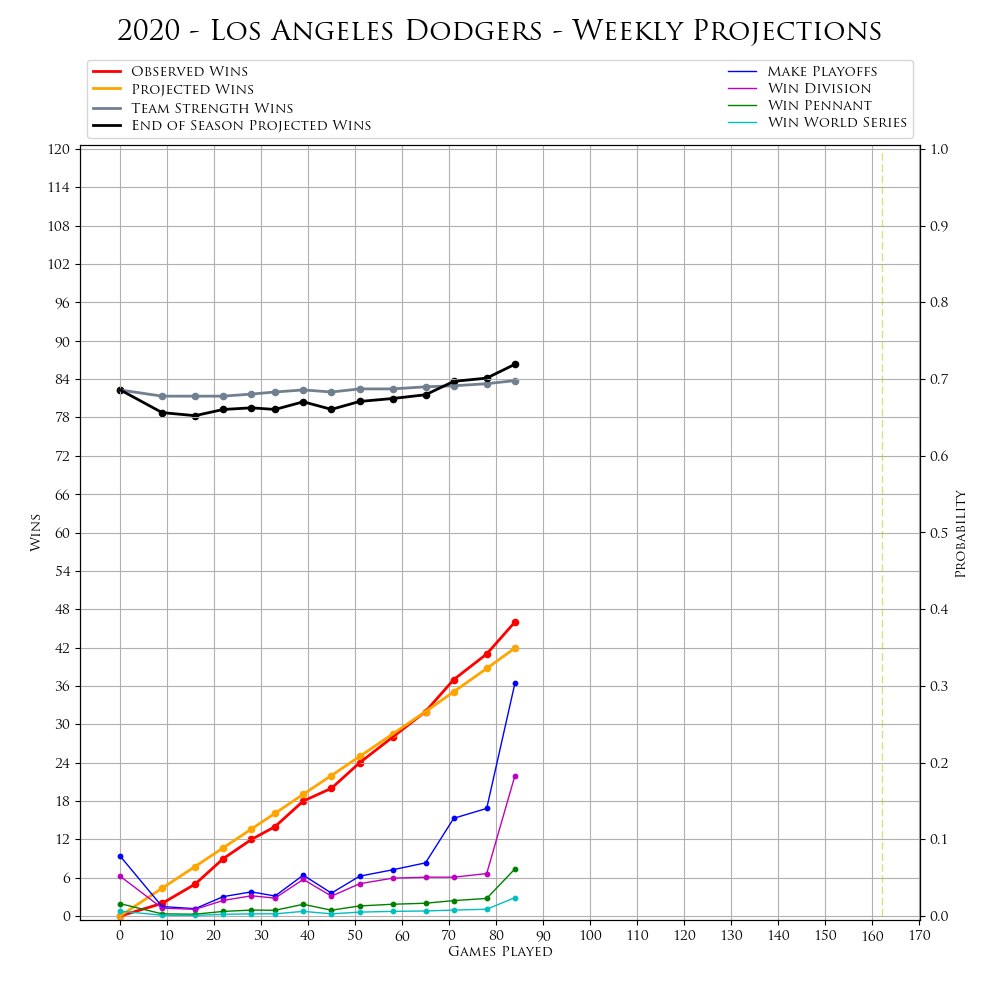 2020 - Los Angeles Dodgers - Weekly Projections
Observed Wins
Projected Wins
Team Strength Wins
End of Season Projected Wins
Make Playoffs
Win Division
Win Pennant
Win World Series
120
114
108
102
96
90
84
78
72
66
60
54
48
42
36
30
24
18
12
6
0
Wins
1.0
0.9
0.8
0.7
0.6
0.5
0.4
0.3
0.2
0.1
0.0
Probability
0 10 20 30 40 50 60 70 80 90 100 110 120 130 140 150 160 170
Games Played